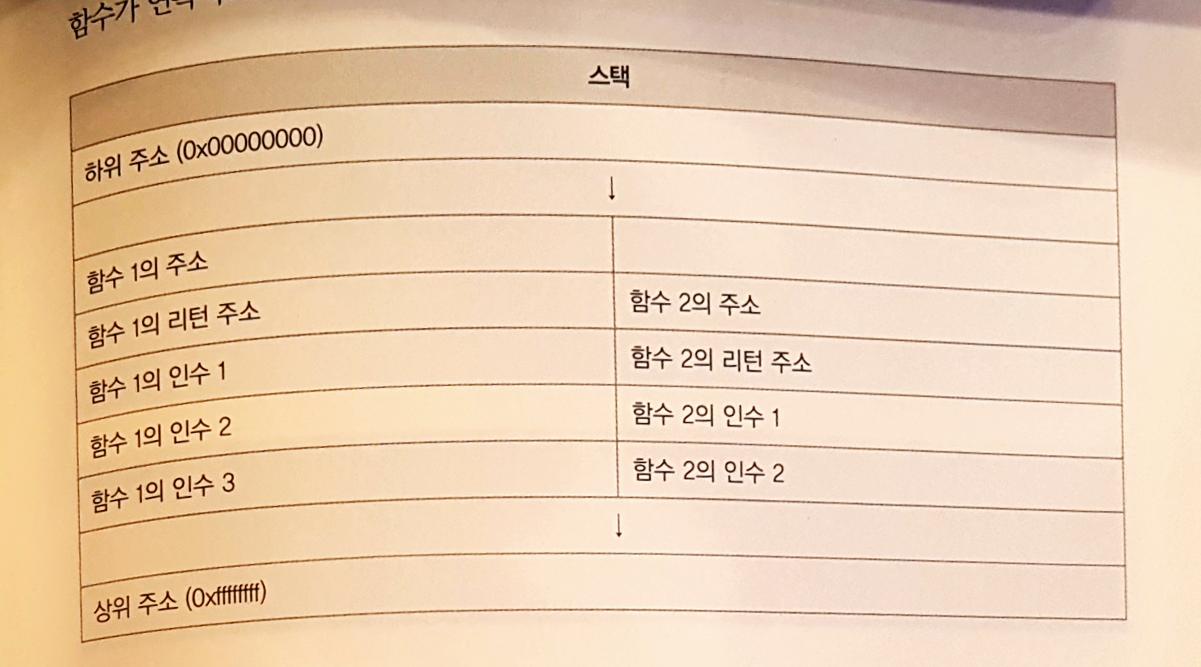 함수가
스택
하위 주소 (0x00000000)
↓
함수 1의 주소
함수 1의 리턴 주소 함수 2의 주소
함수 1의 인수 1 함수 2의 리턴 주소
함수 1의 인수 2 함수 2의 인수 1
함수 1의 인수 3 함수 2의 인수 2
↓
상위 주소 (0xffffffff)